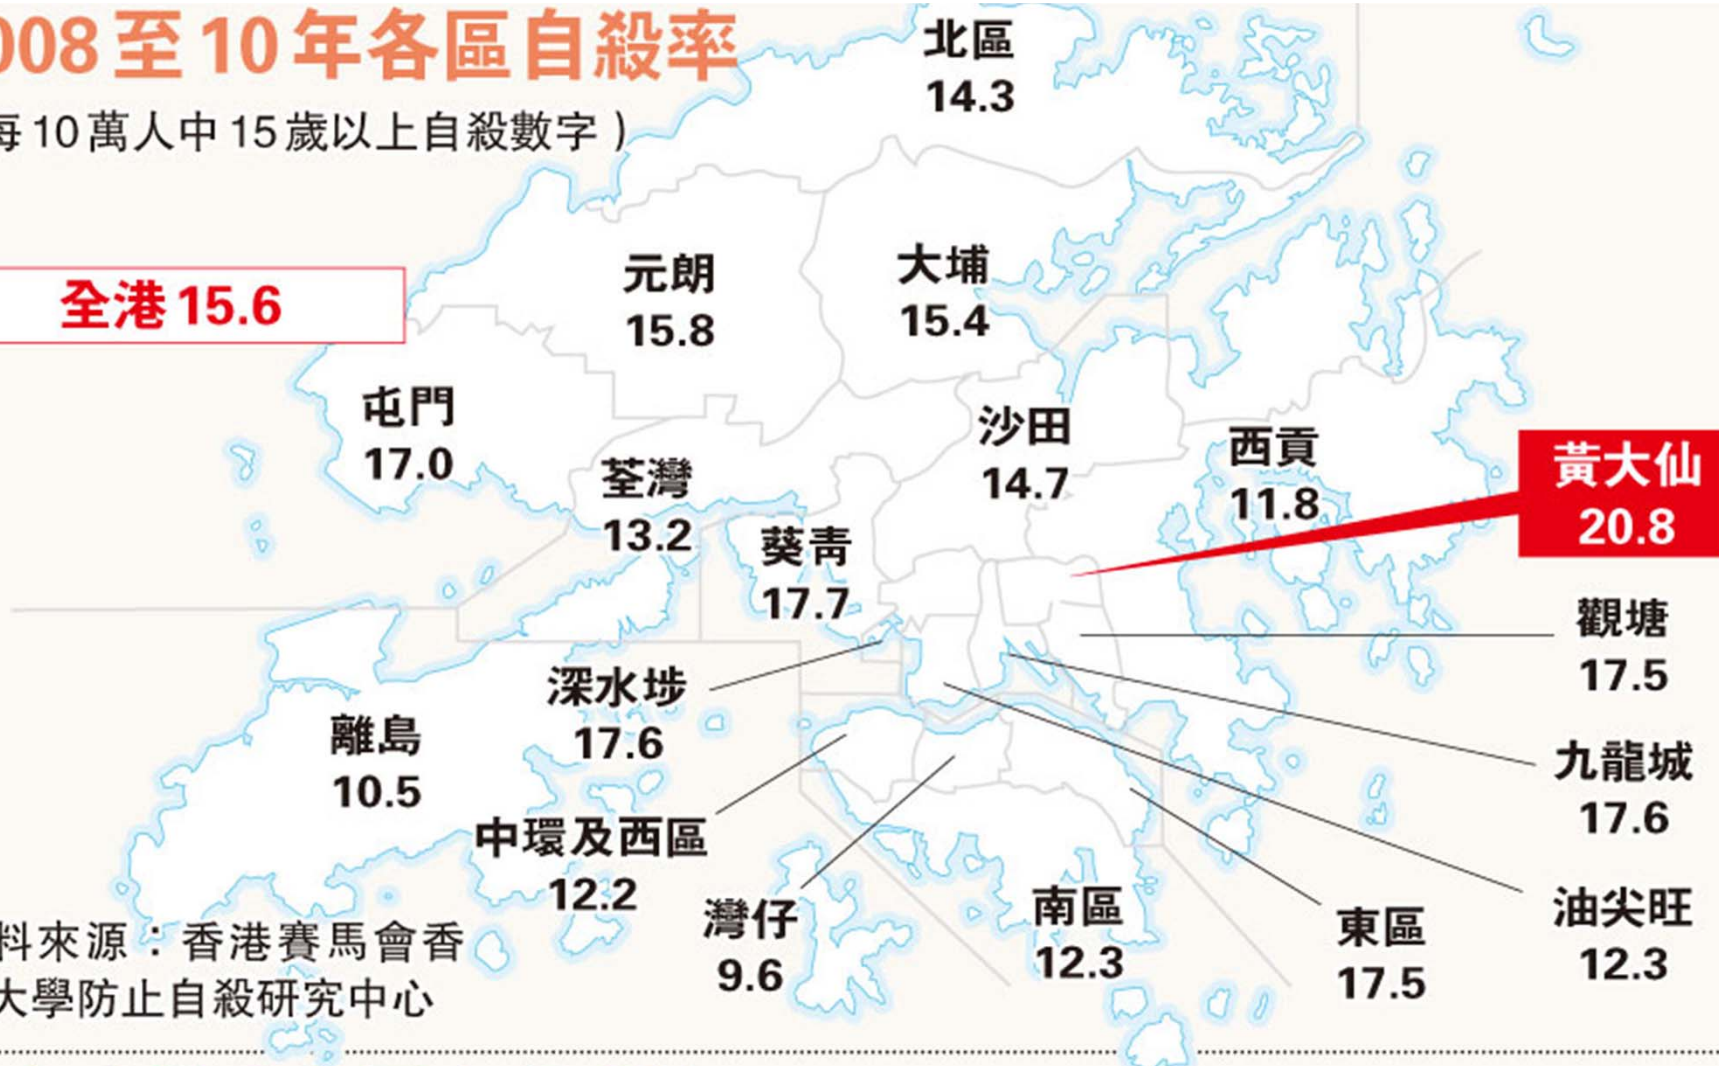 008至10年各區自殺率
每10萬人中15歲以上自殺數字）
全港15.6
北區
14.3
元朗
15.8
大埔
15.4
屯門
17.0
荃灣
13.2
沙田
14.7
西貢
11.8
黃大仙
20.8
葵青
17.7
觀塘
17.5
深水埗
17.6
離島
10.5
九龍城
17.6
中環及西區
12.2
灣仔
9.6
南區
12.3
東區
17.5
油尖旺
12.3
料來源：香港賽馬會香
大學防止自殺研究中心